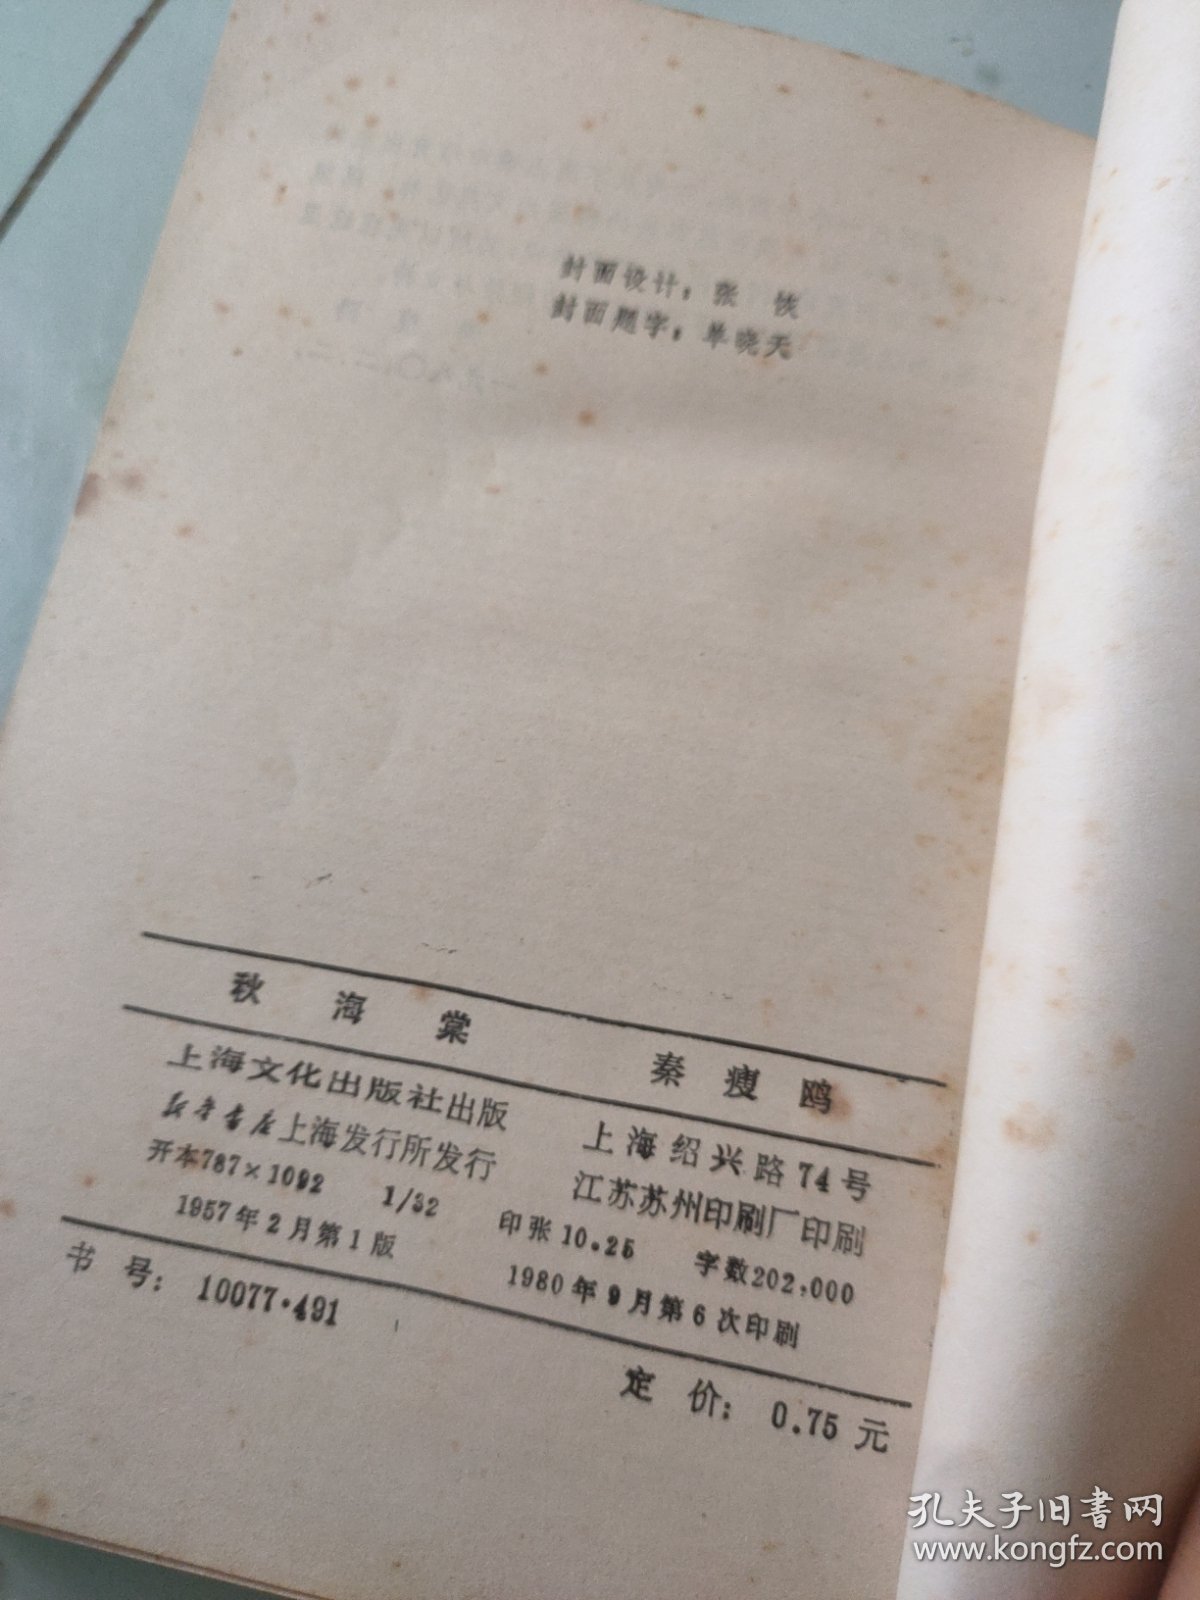 封面设计：张恢
封面题字：单晓天
秋海棠 秦瘦鸥
上海文化出版社出版 上海绍兴路74号
新华书店上海发行所发行 江苏苏州印刷厂印刷
开本787×1092 1/32 印张10.25 字数202,000
1957年2月第1版 1980年9月第6次印刷
书号：10077·491 定价：0.75元
孔夫子旧书网
www.kongfz.com